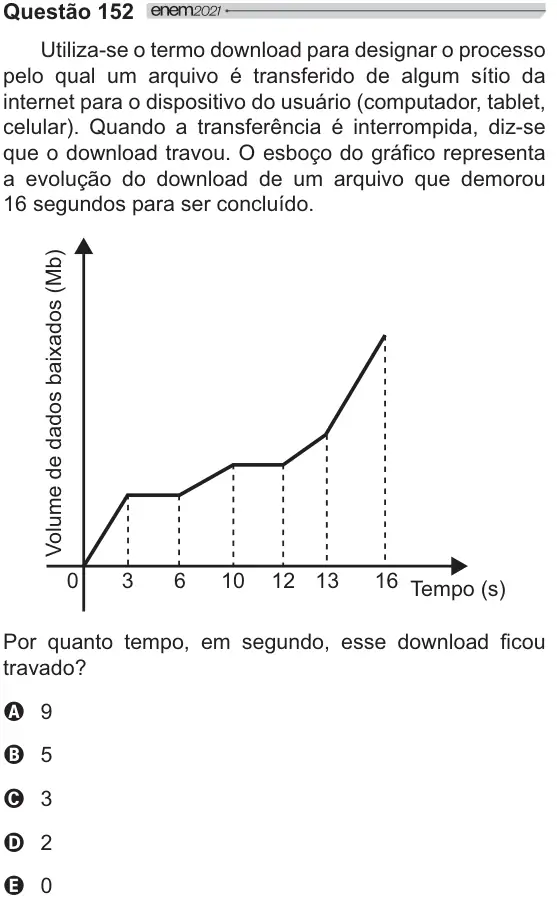 Questão 152 enem2021
Utiliza-se o termo download para designar o processo
pelo qual um arquivo é transferido de algum sítio da
internet para o dispositivo do usuário (computador, tablet,
celular). Quando a transferência é interrompida, diz-se
que o download travou. O esboço do gráfico representa
a evolução do download de um arquivo que demorou
16 segundos para ser concluído.
Volume de dados baixados (Mb)
0 3 6 10 12 13 16
Tempo (s)
Por quanto tempo, em segundo, esse download ficou
travado?
A 9
B 5
C 3
D 2
E 0